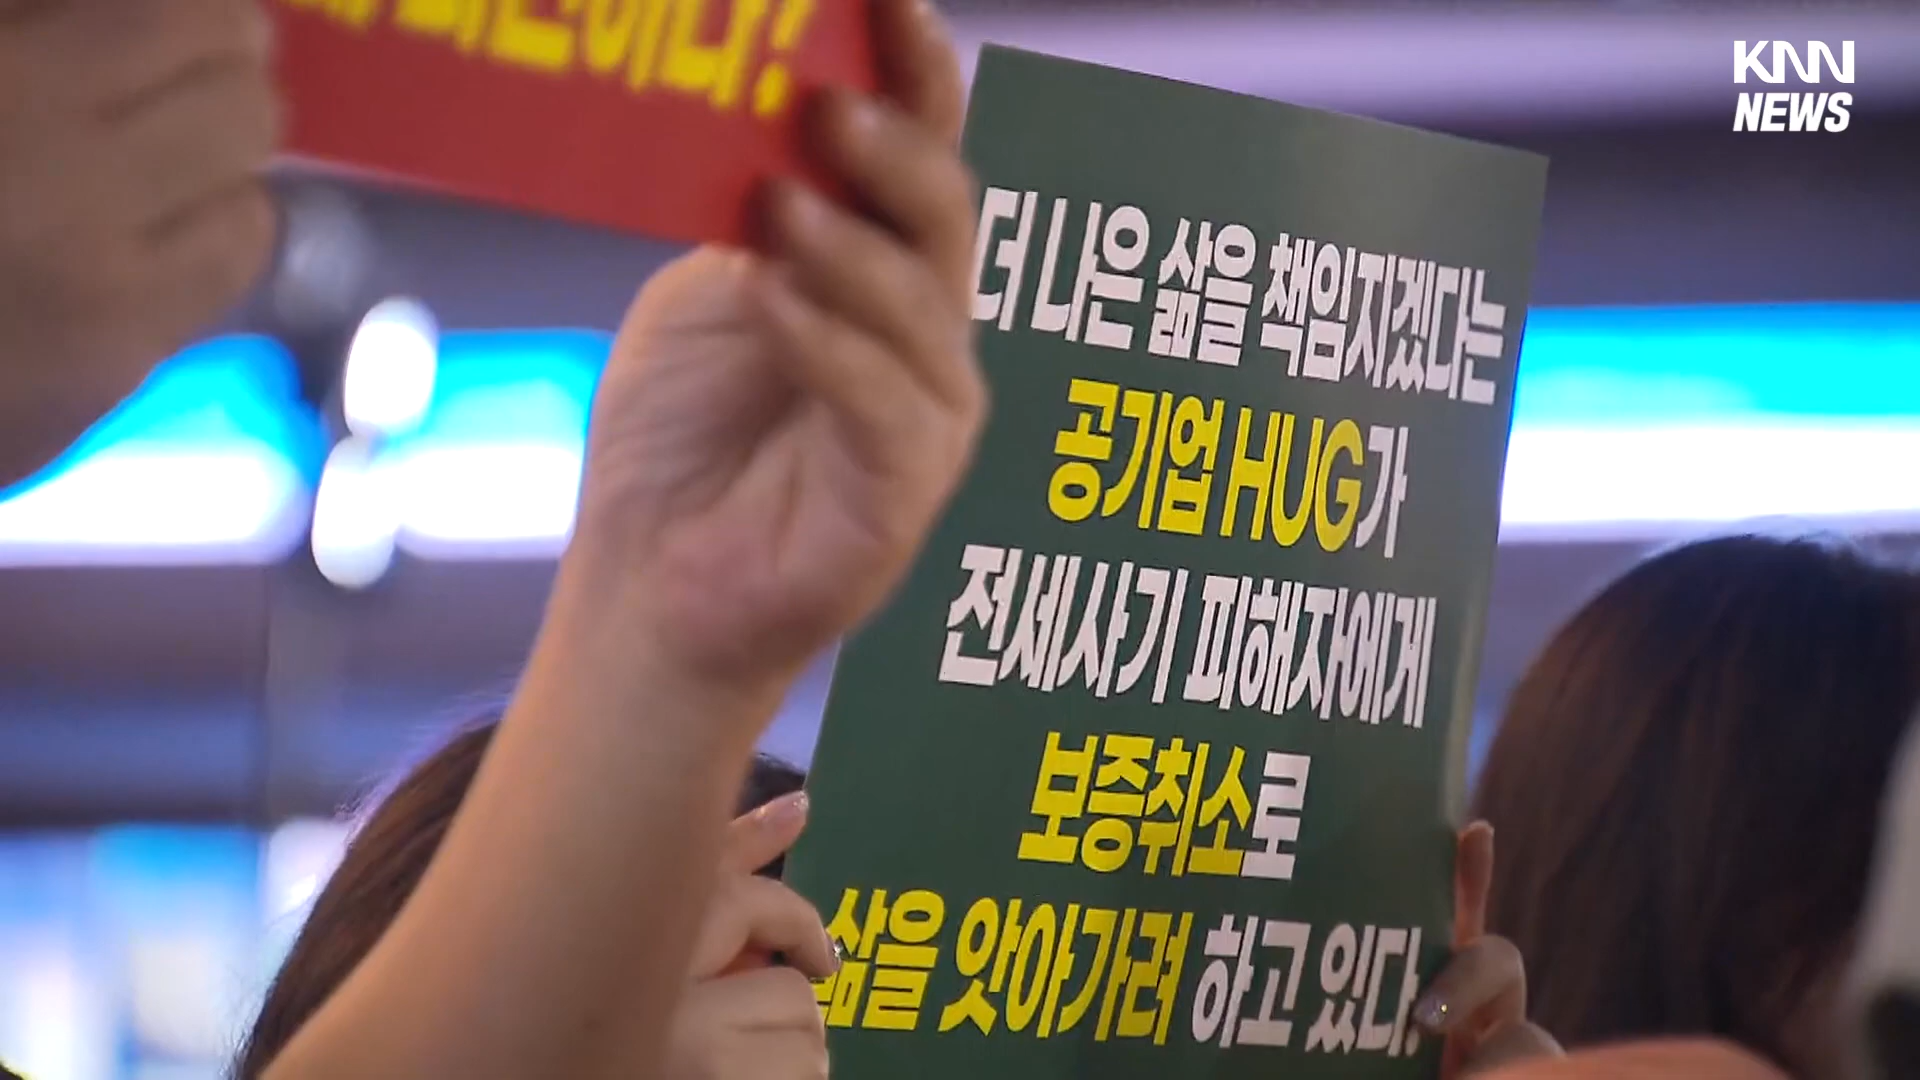 KNN
NEWS
더 나은 삶을 책임지겠다는
공기업 HUG가
전세사기 피해자에게
보증취소로
삶을 앗아가려 하고 있다.